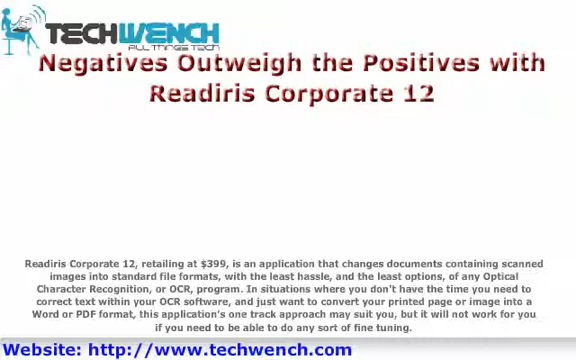 TECHWENCH
ALL THINGS TECH
Negatives Outweigh the Positives with
Readiris Corporate 12
Readiris Corporate 12, retailing at $399, is an application that changes documents containing scanned
images into standard file formats, with the least hassle, and the least options, of any Optical
Character Recognition, or OCR, program. In situations where you don't have the time you need to
correct text within your OCR software, and just want to convert your printed page or image into a
Word or PDF format, this application's one track approach may suit you, but it will not work for you
if you need to be able to do any sort of fine tuning.
Website: http://www.techwench.com